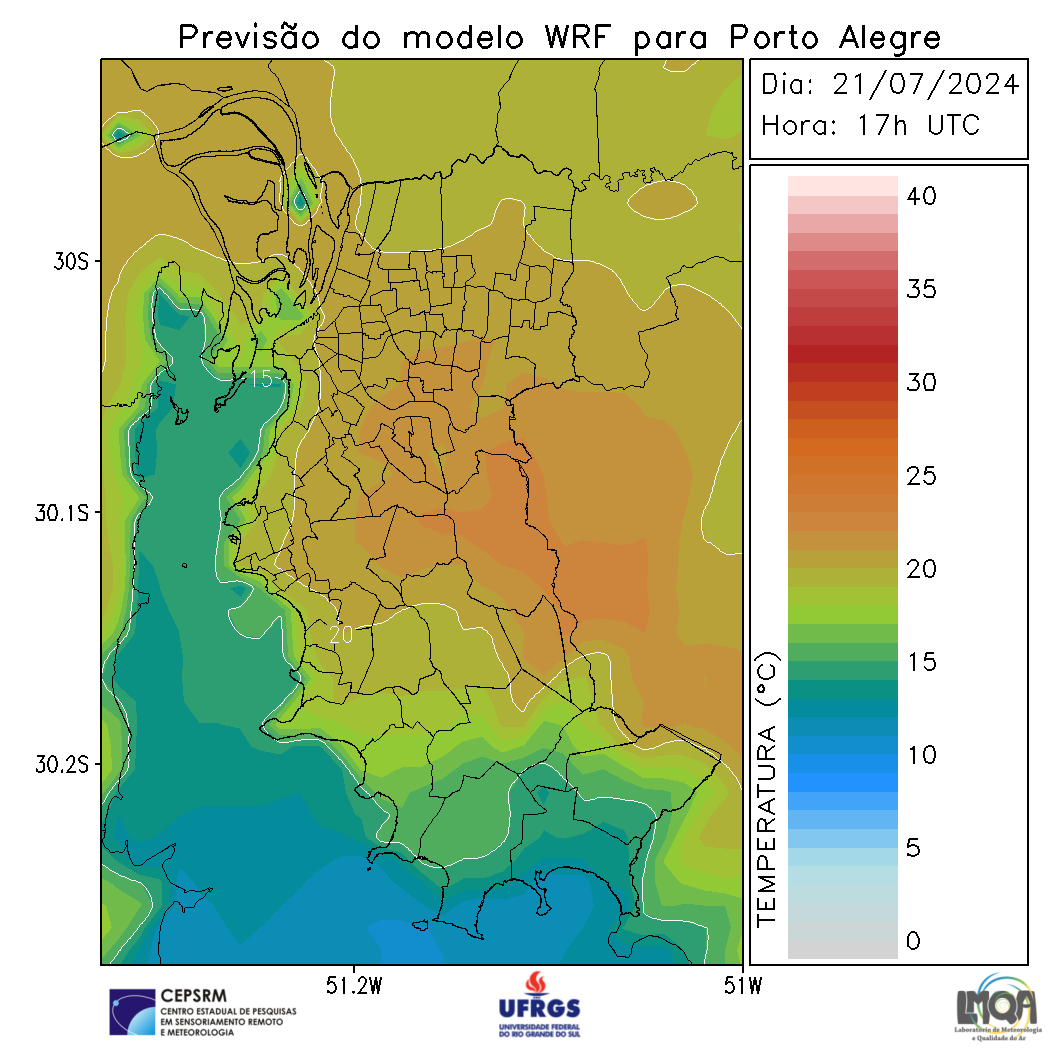 Previsão do modelo WRF para Porto Alegre
Dia: 21/07/2024
Hora: 17h UTC
40
35
30
25
20
15
10
5
0
TEMPERATURA (°C)
30S
30.1S
30.2S
15
20
51.2W
51W
CEPSRM
CENTRO ESTADUAL DE PESQUISAS
EM SENSORIAMENTO REMOTO
E METEOROLOGIA
UFRGS
UNIVERSIDADE FEDERAL
DO RIO GRANDE DO SUL
LMQA
Laboratório de Meteorologia
e Qualidade do Ar